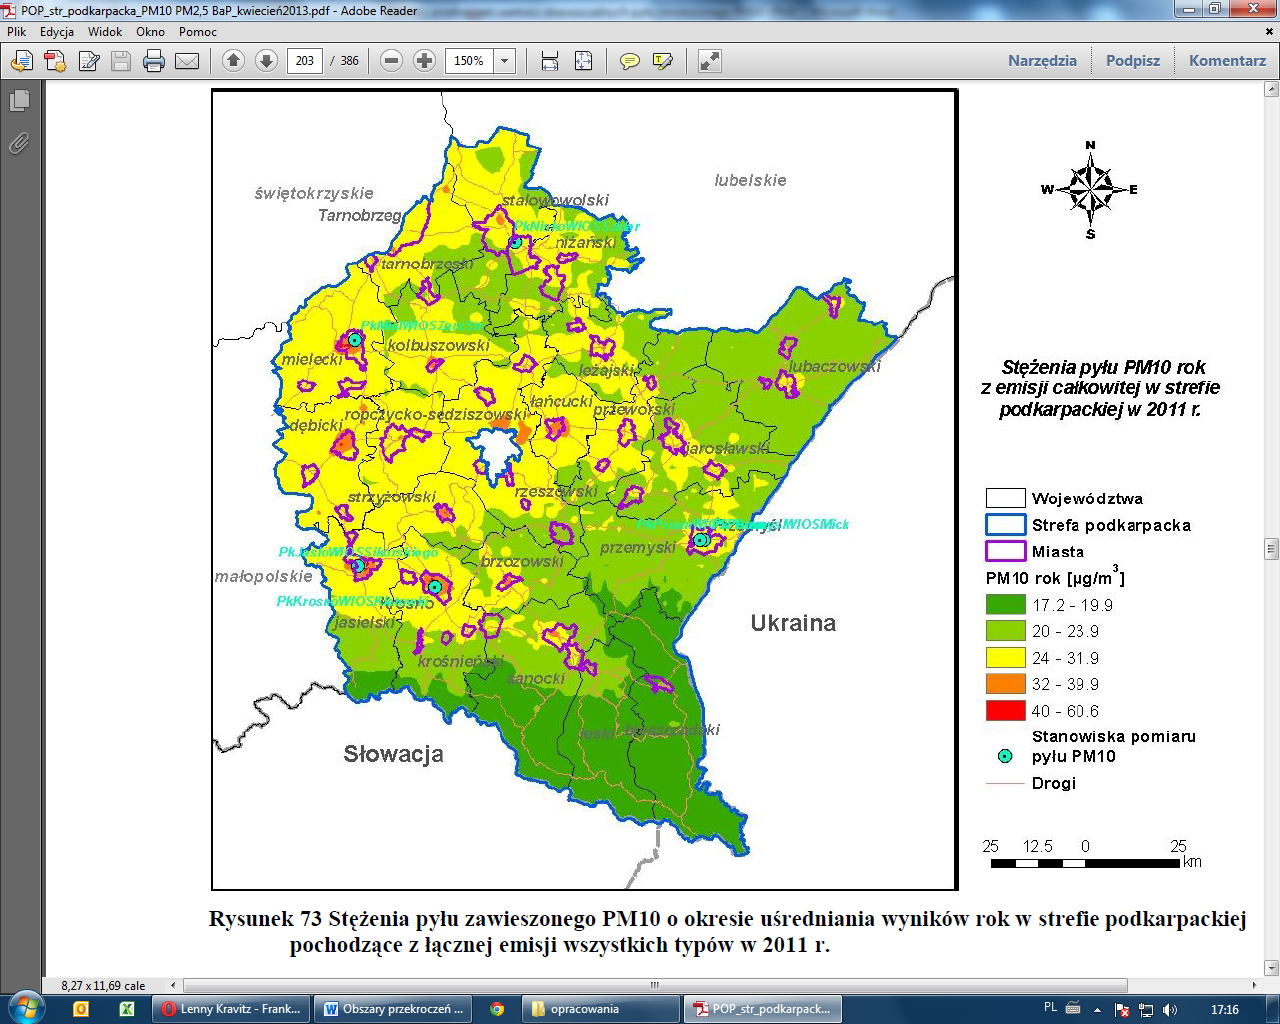 POP_str_podkarpacka_PM10 PM2,5 BaP_kwiecień2013.pdf - Adobe Reader
Plik Edycja Widok Okno Pomoc
203 / 386 150% Narzędzia Podpisz Komentarz
świętokrzyskie
lubelskie
Tarnobrzeg
stalowowolski
niżański
tarnobrzeski
kolbuszowski
mielecki
leżajski
lubaczowski
łańcucki
ropczycko-sędziszowski
przeworski
dębicki
jarosławski
rzeszowski
strzyżowski
przemyski
brzozowski
małopolskie
Krosno
jasielski
krośnieński
sanocki
leski
bieszczadzki
Ukraina
Słowacja
N
W E
S
Stężenia pyłu PM10 rok
z emisji całkowitej w strefie
podkarpackiej w 2011 r.
Województwa
Strefa podkarpacka
Miasta
PM10 rok [µg/m³]
17.2 - 19.9
20 - 23.9
24 - 31.9
32 - 39.9
40 - 60.6
Stanowiska pomiaru
pyłu PM10
Drogi
25 12.5 0 25
km
Rysunek 73 Stężenia pyłu zawieszonego PM10 o okresie uśredniania wyników rok w strefie podkarpackiej
pochodzące z łącznej emisji wszystkich typów w 2011 r.
8,27 x 11,69 cale
Lenny Kravitz - Frank... Obszary przekroczeń ... opracowania POP_str_podkarpack... PL 17:16